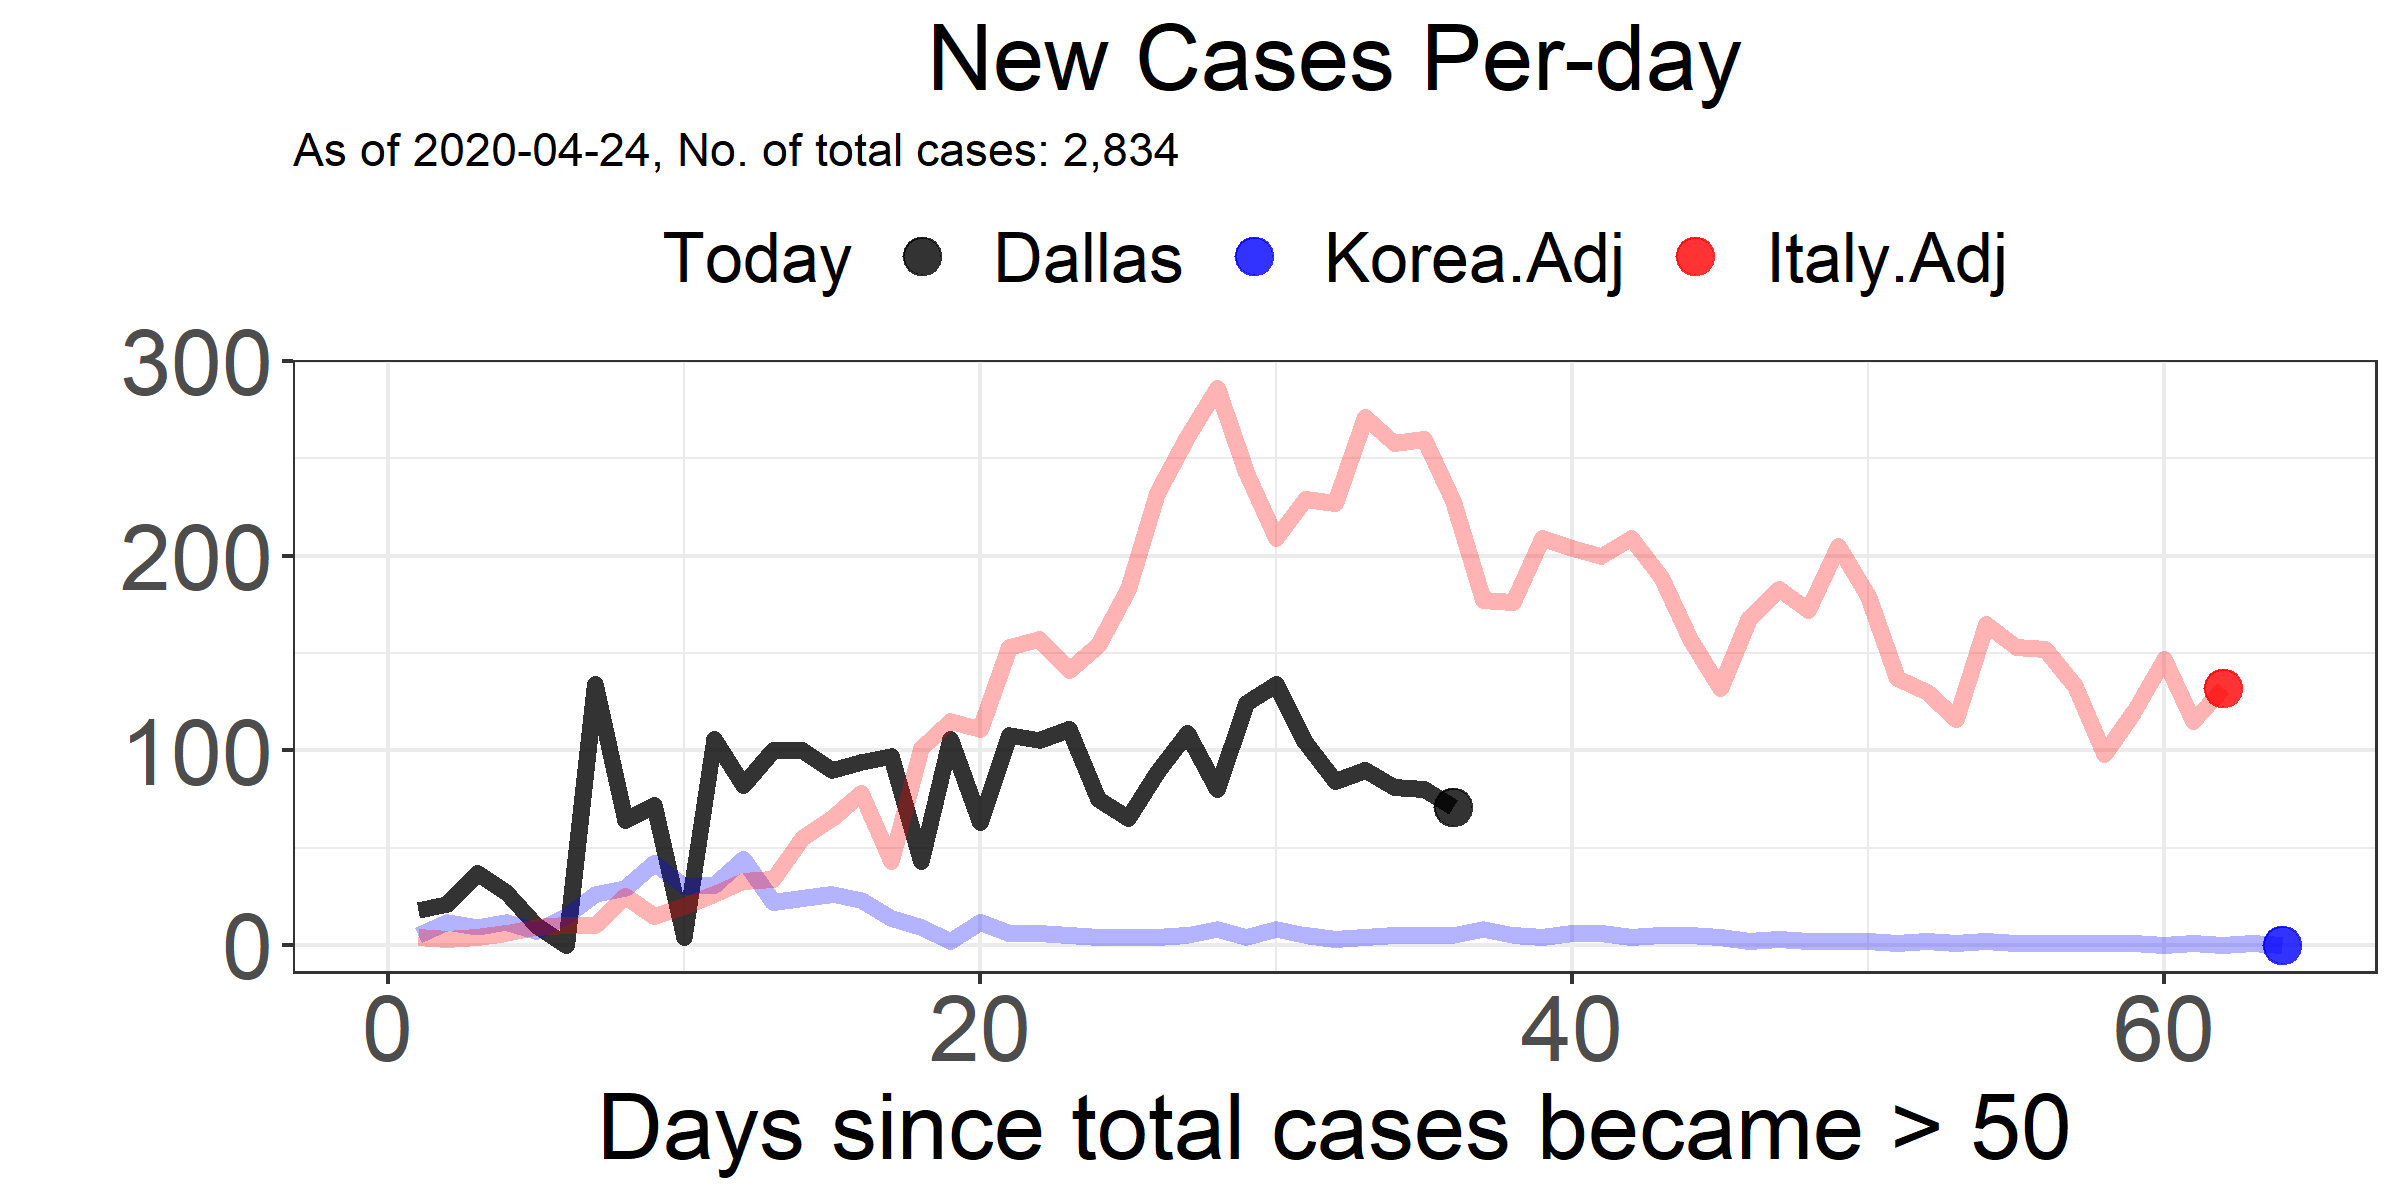 New Cases Per-day
As of 2020-04-24, No. of total cases: 2,834
Today Dallas Korea.Adj Italy.Adj
300
200
100
0
0 20 40 60
Days since total cases became > 50